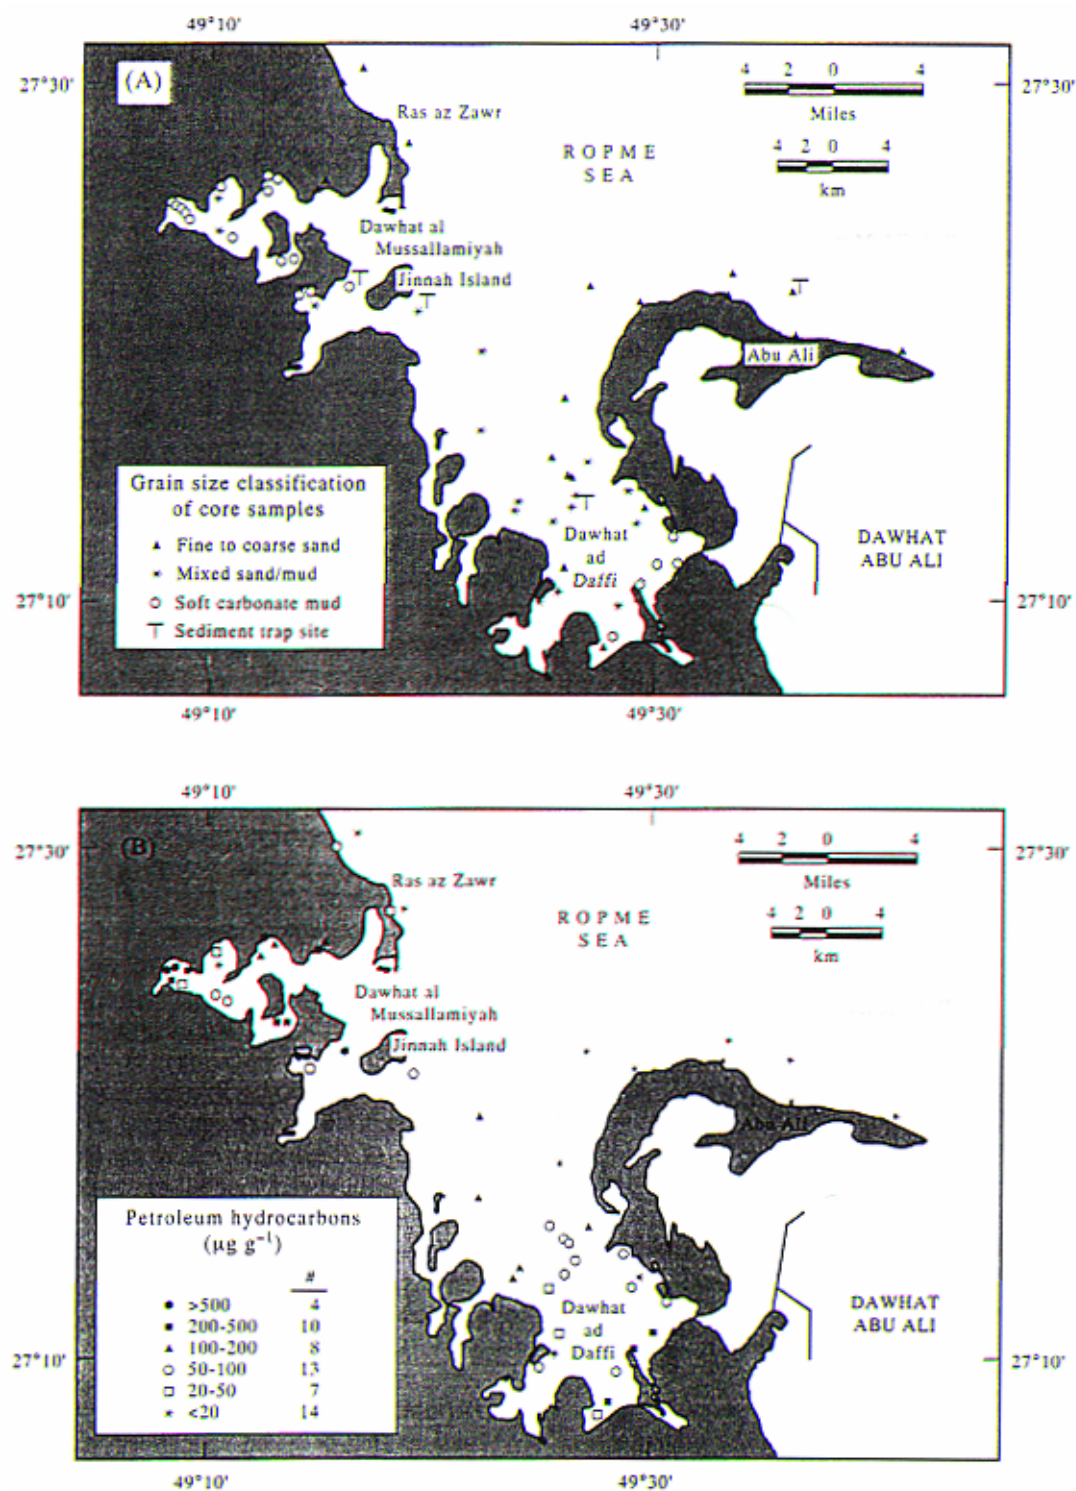 49°10'
49°30'
(A)
27°30'
4 2 0 4
27°30'
Miles
Ras az Zawr
ROPME
SEA
4 2 0 4
km
Dawhat al
Mussallamiyah
Jinnah Island
Abu Ali
Grain size classification
of core samples
Fine to coarse sand
Mixed sand/mud
Soft carbonate mud
Sediment trap site
Dawhat
ad
Daffi
DAWHAT
ABU ALI
27°10'
27°10'
49°10'
49°30'
49°10'
49°30'
(B)
27°30'
4 2 0 4
27°30'
Miles
Ras az Zawr
ROPME
SEA
4 2 0 4
km
Dawhat al
Mussallamiyah
Jinnah Island
Abu Ali
Petroleum hydrocarbons
(µg g⁻¹)
#
>500 4
200-500 10
100-200 8
50-100 13
20-50 7
<20 14
Dawhat
ad
Daffi
DAWHAT
ABU ALI
27°10'
27°10'
49°10'
49°30'